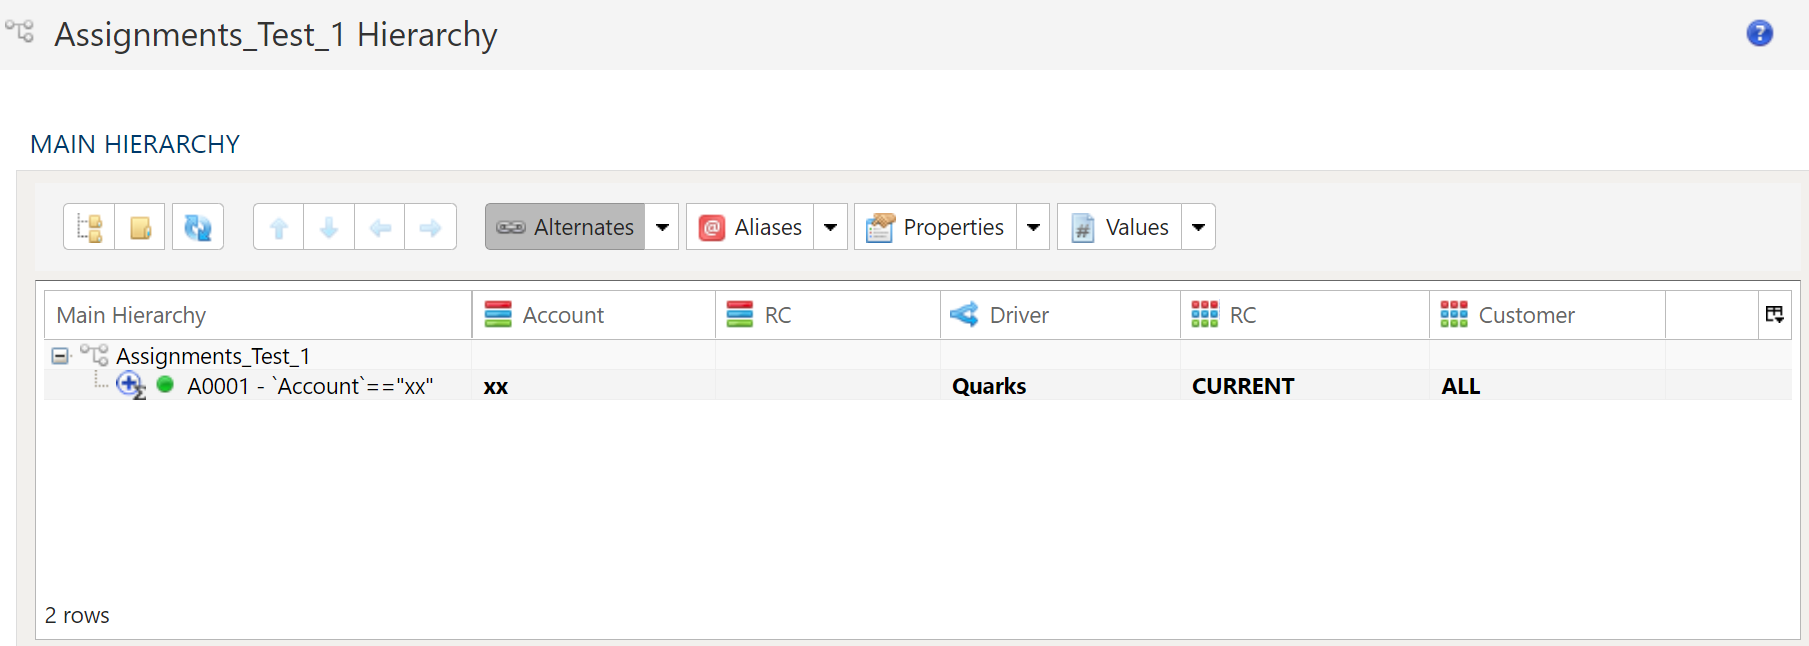 Assignments_Test_1 Hierarchy
?
MAIN HIERARCHY
Alternates @ Aliases Properties # Values
Main Hierarchy Account RC Driver RC Customer
Assignments_Test_1
A0001 - `Account`=="xx" xx Quarks CURRENT ALL
2 rows